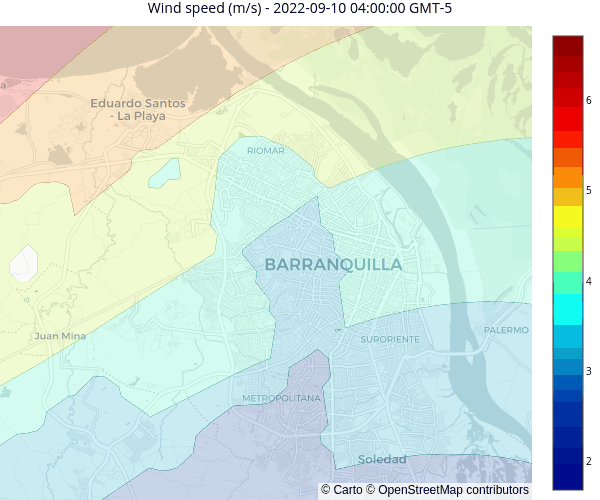 Wind speed (m/s) - 2022-09-10 04:00:00 GMT-5
a
Eduardo Santos
- La Playa
RIOMAR
BARRANQUILLA
Juan Mina
SURORIENTE
PALERMO
METROPOLITANA
Soledad
© Carto © OpenStreetMap contributors
6
5
4
3
2